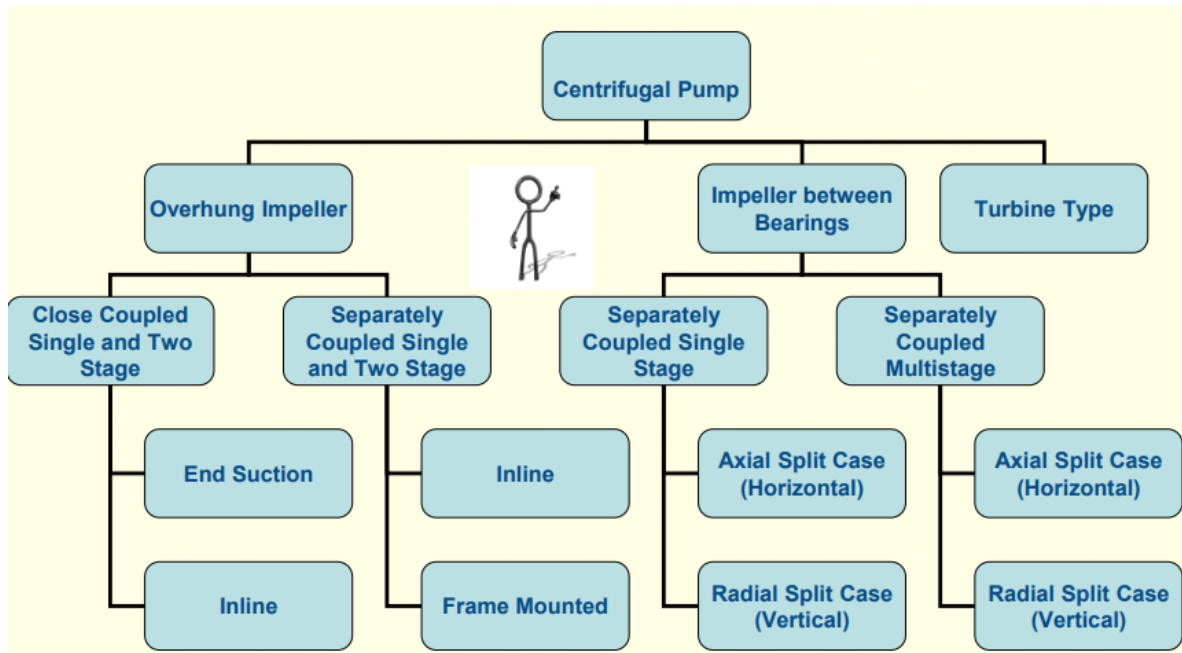 Centrifugal Pump
Overhung Impeller
Impeller between
Bearings
Turbine Type
Close Coupled
Single and Two
Stage
Separately
Coupled Single
and Two Stage
Separately
Coupled Single
Stage
Separately
Coupled
Multistage
End Suction
Inline
Axial Split Case
(Horizontal)
Axial Split Case
(Horizontal)
Inline
Frame Mounted
Radial Split Case
(Vertical)
Radial Split Case
(Vertical)